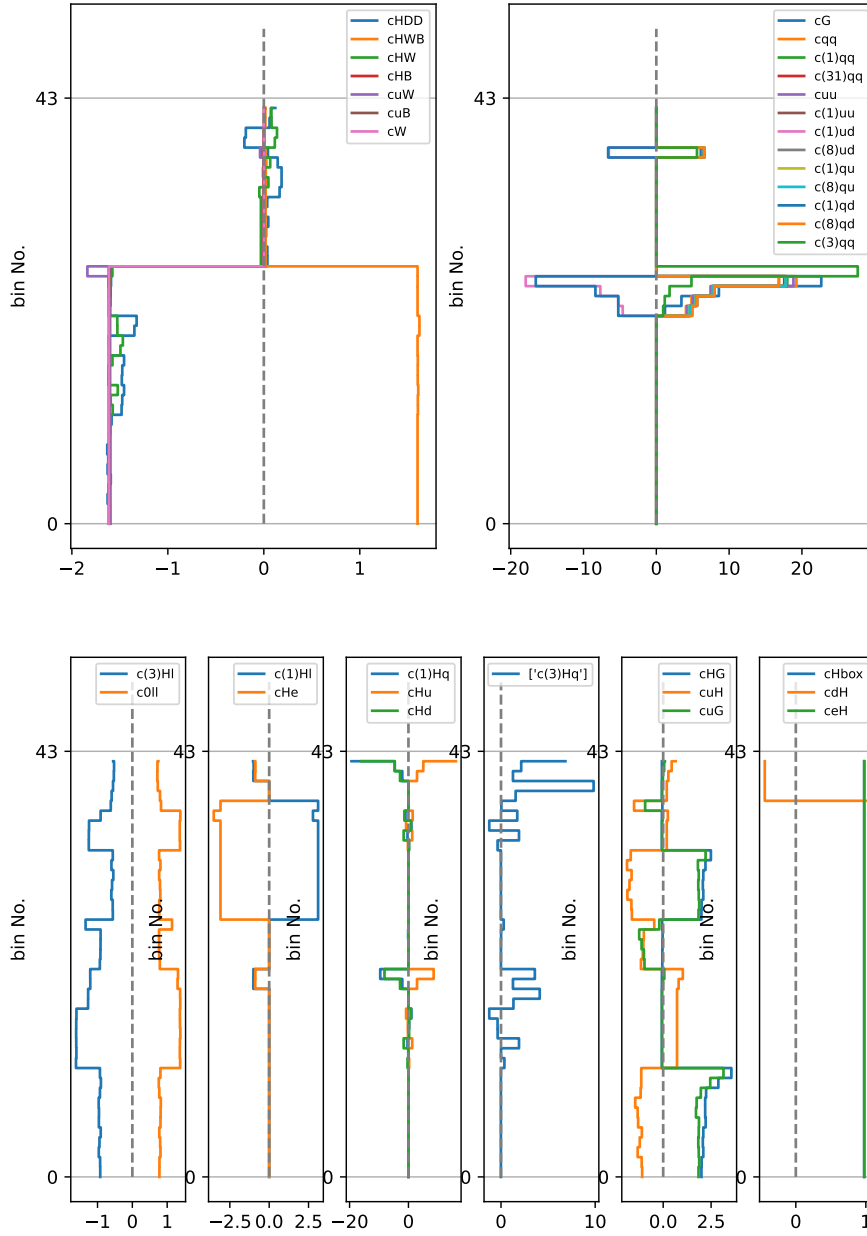 cHDD
cHWB
cHW
cHB
cuW
cuB
cW
43
bin No.
0
−2
−1
0
1
cG
cqq
c(1)qq
c(31)qq
cuu
c(1)uu
c(1)ud
c(8)ud
c(1)qu
c(8)qu
c(1)qd
c(8)qd
c(3)qq
43
bin No.
0
−20
−10
0
10
20
c(3)Hl
c0ll
43
bin No.
0
−1
0
1
c(1)Hl
cHe
43
bin No.
0
−2.5
0.0
2.5
c(1)Hq
cHu
cHd
43
bin No.
0
−20
0
['c(3)Hq']
43
bin No.
0
0
10
cHG
cuH
cuG
43
bin No.
0
0.0
2.5
cHbox
cdH
ceH
43
bin No.
0
0
1